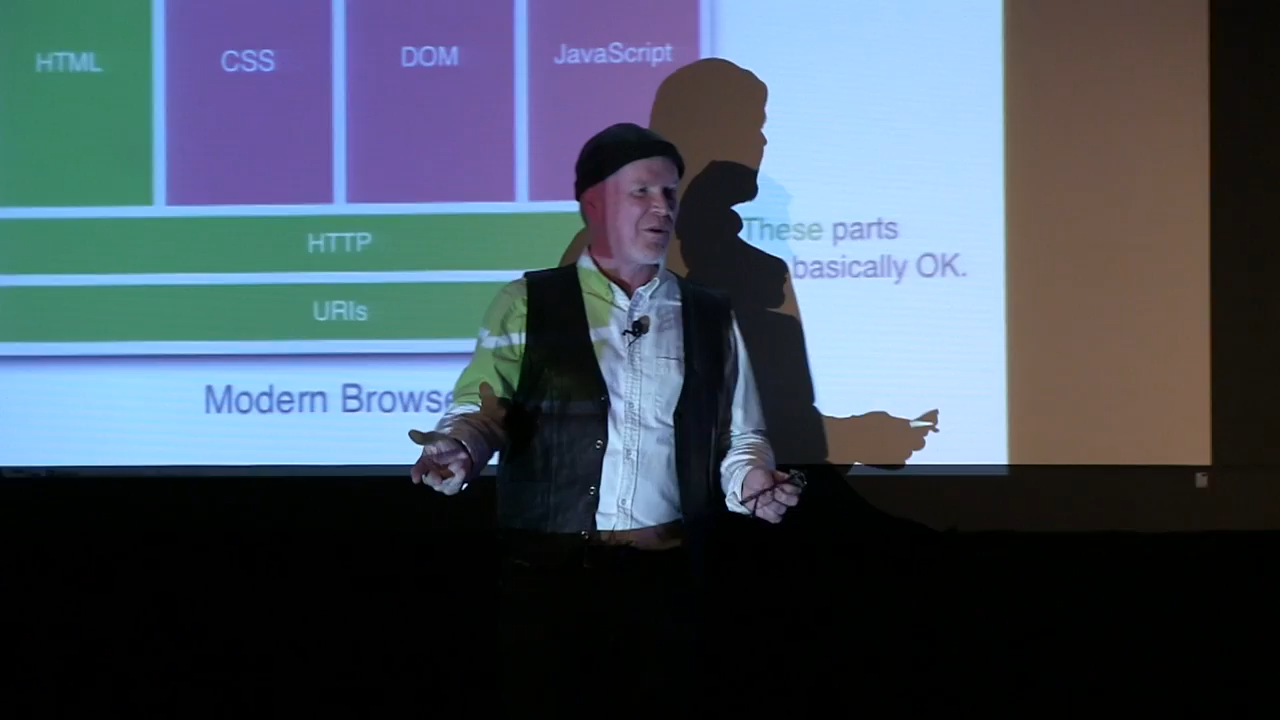 HTML CSS DOM JavaScript
HTTP
These parts
basically OK.
URIs
Modern Browse